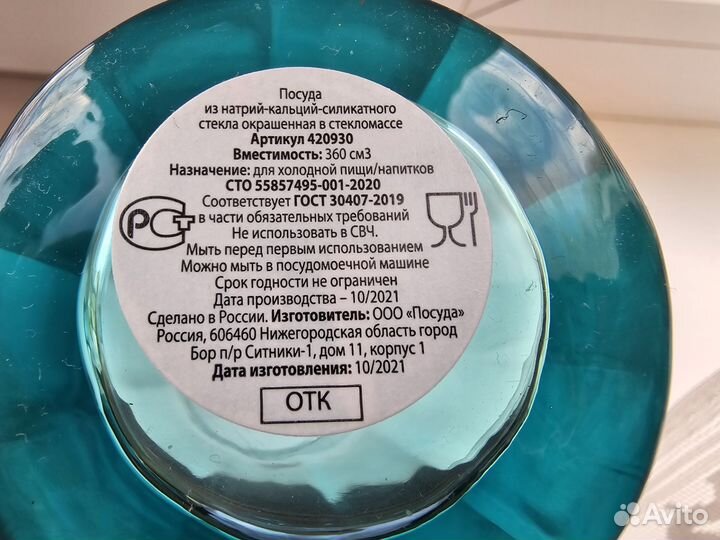 Посуда
из натрий-кальций-силикатного
стекла окрашенная в стекломассе
Артикул 420930
Вместимость: 360 см3
Назначение: для холодной пищи/напитков
СТО 55857495-001-2020
Соответствует ГОСТ 30407-2019
в части обязательных требований
Не использовать в СВЧ.
Мыть перед первым использованием
Можно мыть в посудомоечной машине
Срок годности не ограничен
Дата производства – 10/2021
Сделано в России. Изготовитель: ООО «Посуда»
Россия, 606460 Нижегородская область город
Бор п/р Ситники-1, дом 11, корпус 1
Дата изготовления: 10/2021
ОТК
РСТ
Avito